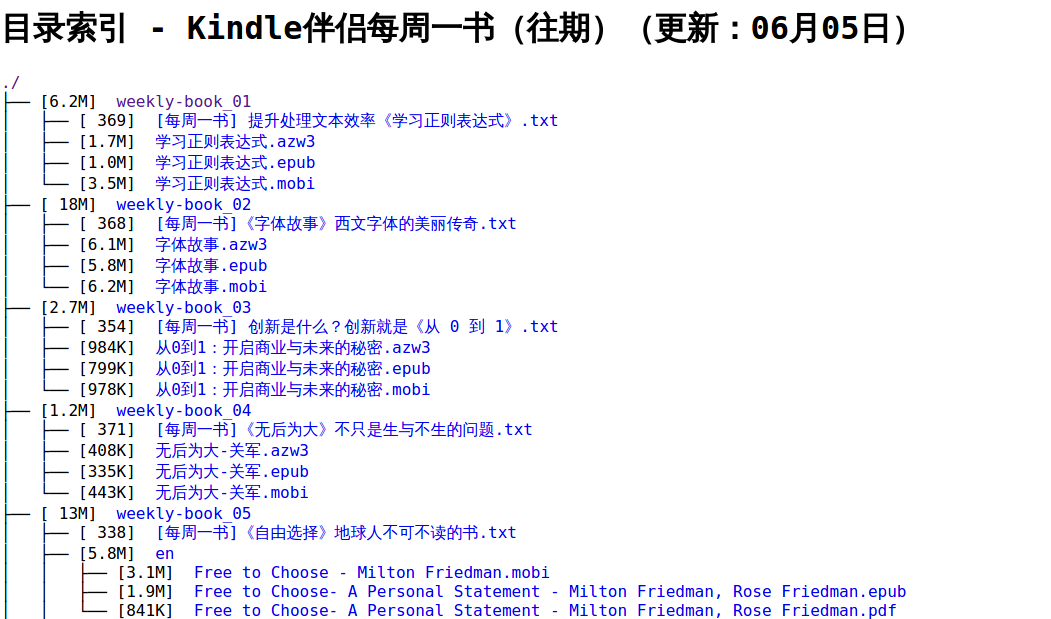 目录索引 - Kindle伴侣每周一书（往期）（更新：06月05日）
./
├── [6.2M]  weekly-book_01
│   ├── [ 369]  [每周一书] 提升处理文本效率《学习正则表达式》.txt
│   ├── [1.7M]  学习正则表达式.azw3
│   ├── [1.0M]  学习正则表达式.epub
│   └── [3.5M]  学习正则表达式.mobi
├── [ 18M]  weekly-book_02
│   ├── [ 368]  [每周一书]《字体故事》西文字体的美丽传奇.txt
│   ├── [6.1M]  字体故事.azw3
│   ├── [5.8M]  字体故事.epub
│   └── [6.2M]  字体故事.mobi
├── [2.7M]  weekly-book_03
│   ├── [ 354]  [每周一书] 创新是什么？创新就是《从 0 到 1》.txt
│   ├── [984K]  从0到1：开启商业与未来的秘密.azw3
│   ├── [799K]  从0到1：开启商业与未来的秘密.epub
│   └── [978K]  从0到1：开启商业与未来的秘密.mobi
├── [1.2M]  weekly-book_04
│   ├── [ 371]  [每周一书]《无后为大》不只是生与不生的问题.txt
│   ├── [408K]  无后为大-关军.azw3
│   ├── [335K]  无后为大-关军.epub
│   └── [443K]  无后为大-关军.mobi
├── [ 13M]  weekly-book_05
│   ├── [ 338]  [每周一书]《自由选择》地球人不可不读的书.txt
│   ├── [5.8M]  en
│   │   ├── [3.1M]  Free to Choose - Milton Friedman.mobi
│   │   ├── [1.9M]  Free to Choose- A Personal Statement - Milton Friedman, Rose Friedman.epub
│   │   └── [841K]  Free to Choose- A Personal Statement - Milton Friedman, Rose Friedman.pdf